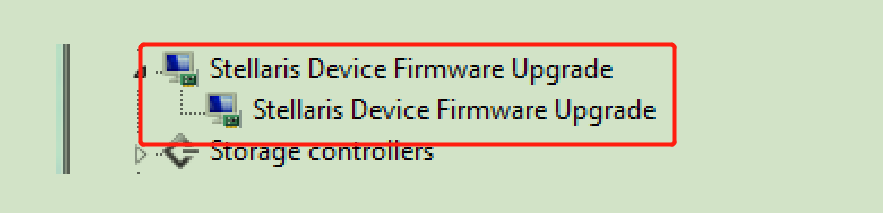 Stellaris Device Firmware Upgrade
Stellaris Device Firmware Upgrade
Storage controllers